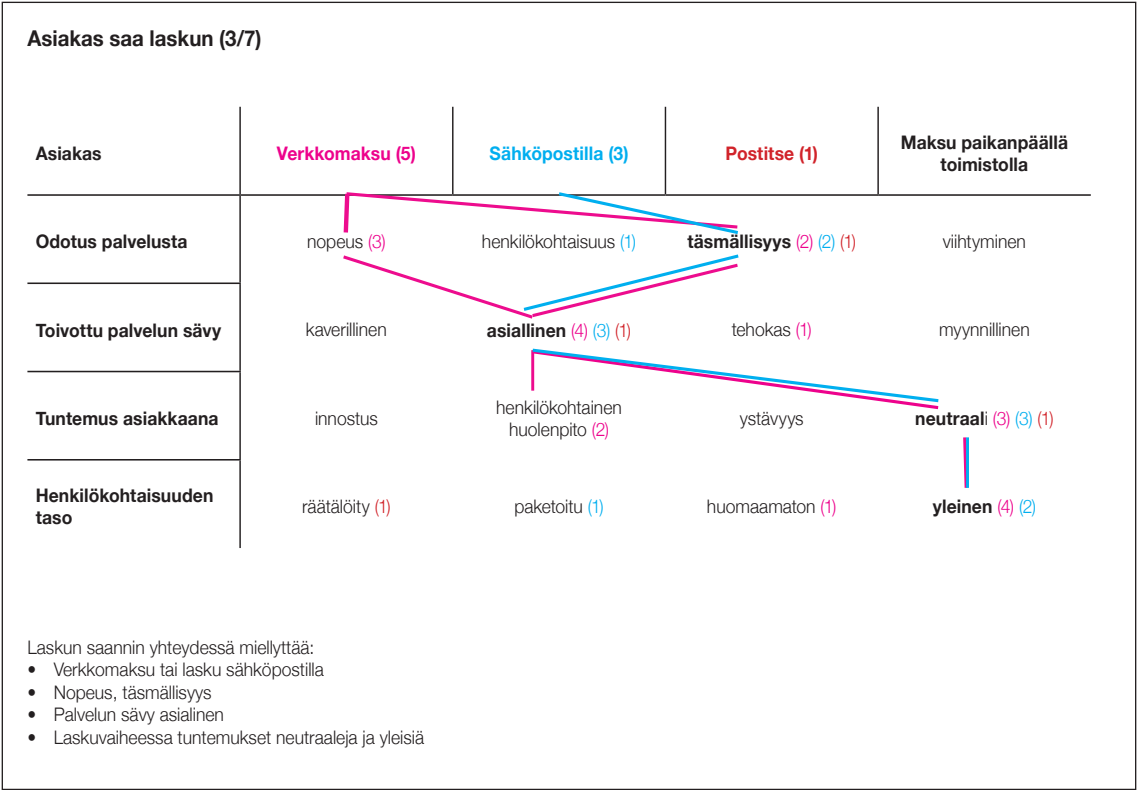 Asiakas saa laskun (3/7)
Asiakas
Verkkomaksu (5)
Sähköpostilla (3)
Postitse (1)
Maksu paikanpäällä
toimistolla
Odotus palvelusta
nopeus (3)
henkilökohtaisuus (1)
täsmällisyys (2) (2) (1)
viihtyminen
Toivottu palvelun sävy
kaverillinen
asiallinen (4) (3) (1)
tehokas (1)
myynnillinen
Tuntemus asiakkaana
innostus
henkilökohtainen
huolenpito (2)
ystävyys
neutraali (3) (3) (1)
Henkilökohtaisuuden
taso
räätälöity (1)
paketoitu (1)
huomaamaton (1)
yleinen (4) (2)
Laskun saannin yhteydessä miellyttää:
• Verkkomaksu tai lasku sähköpostilla
• Nopeus, täsmällisyys
• Palvelun sävy asialinen
• Laskuvaiheessa tuntemukset neutraaleja ja yleisiä